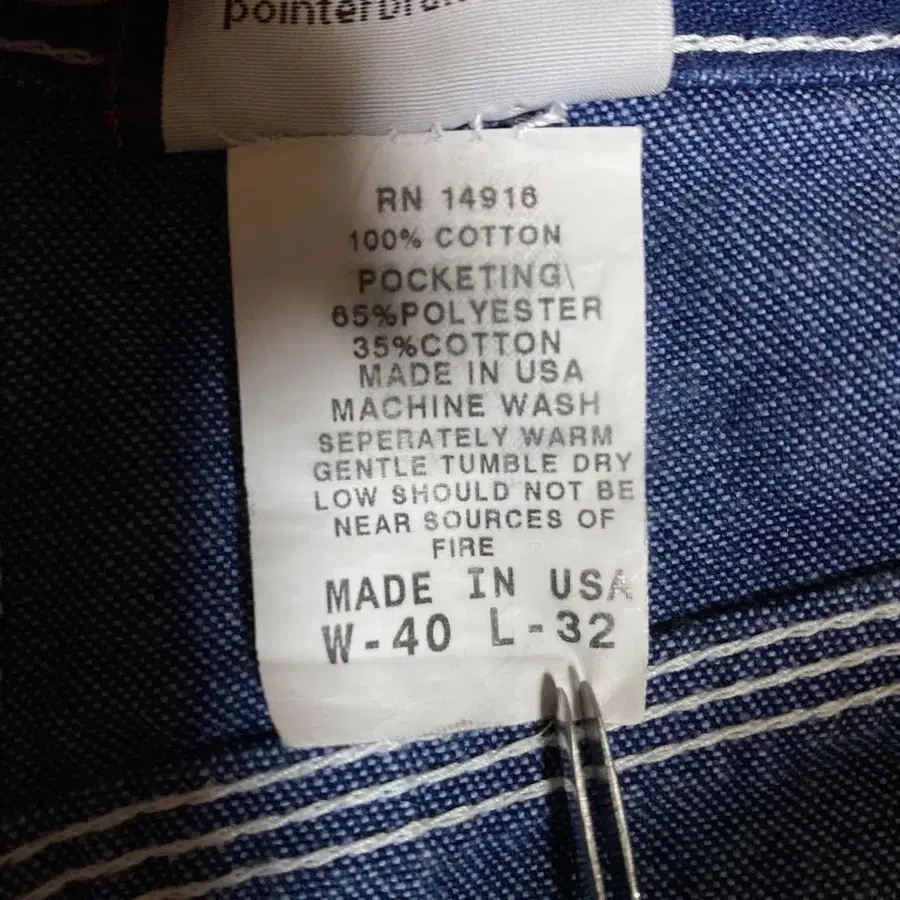 RN 14916
100% COTTON
POCKETING\
65%POLYESTER
35%COTTON
MADE IN USA
MACHINE WASH
SEPERATELY WARM
GENTLE TUMBLE DRY
LOW SHOULD NOT BE
NEAR SOURCES OF
FIRE
MADE IN USA
W-40 L-32